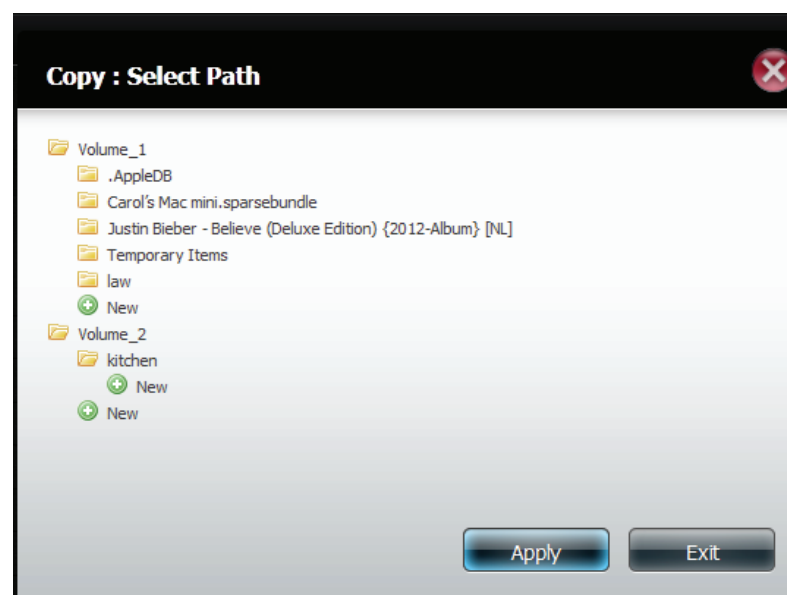 Copy : Select Path
Volume_1
.AppleDB
Carol's Mac mini.sparsebundle
Justin Bieber - Believe (Deluxe Edition) {2012-Album} [NL]
Temporary Items
law
New
Volume_2
kitchen
New
New
Apply Exit